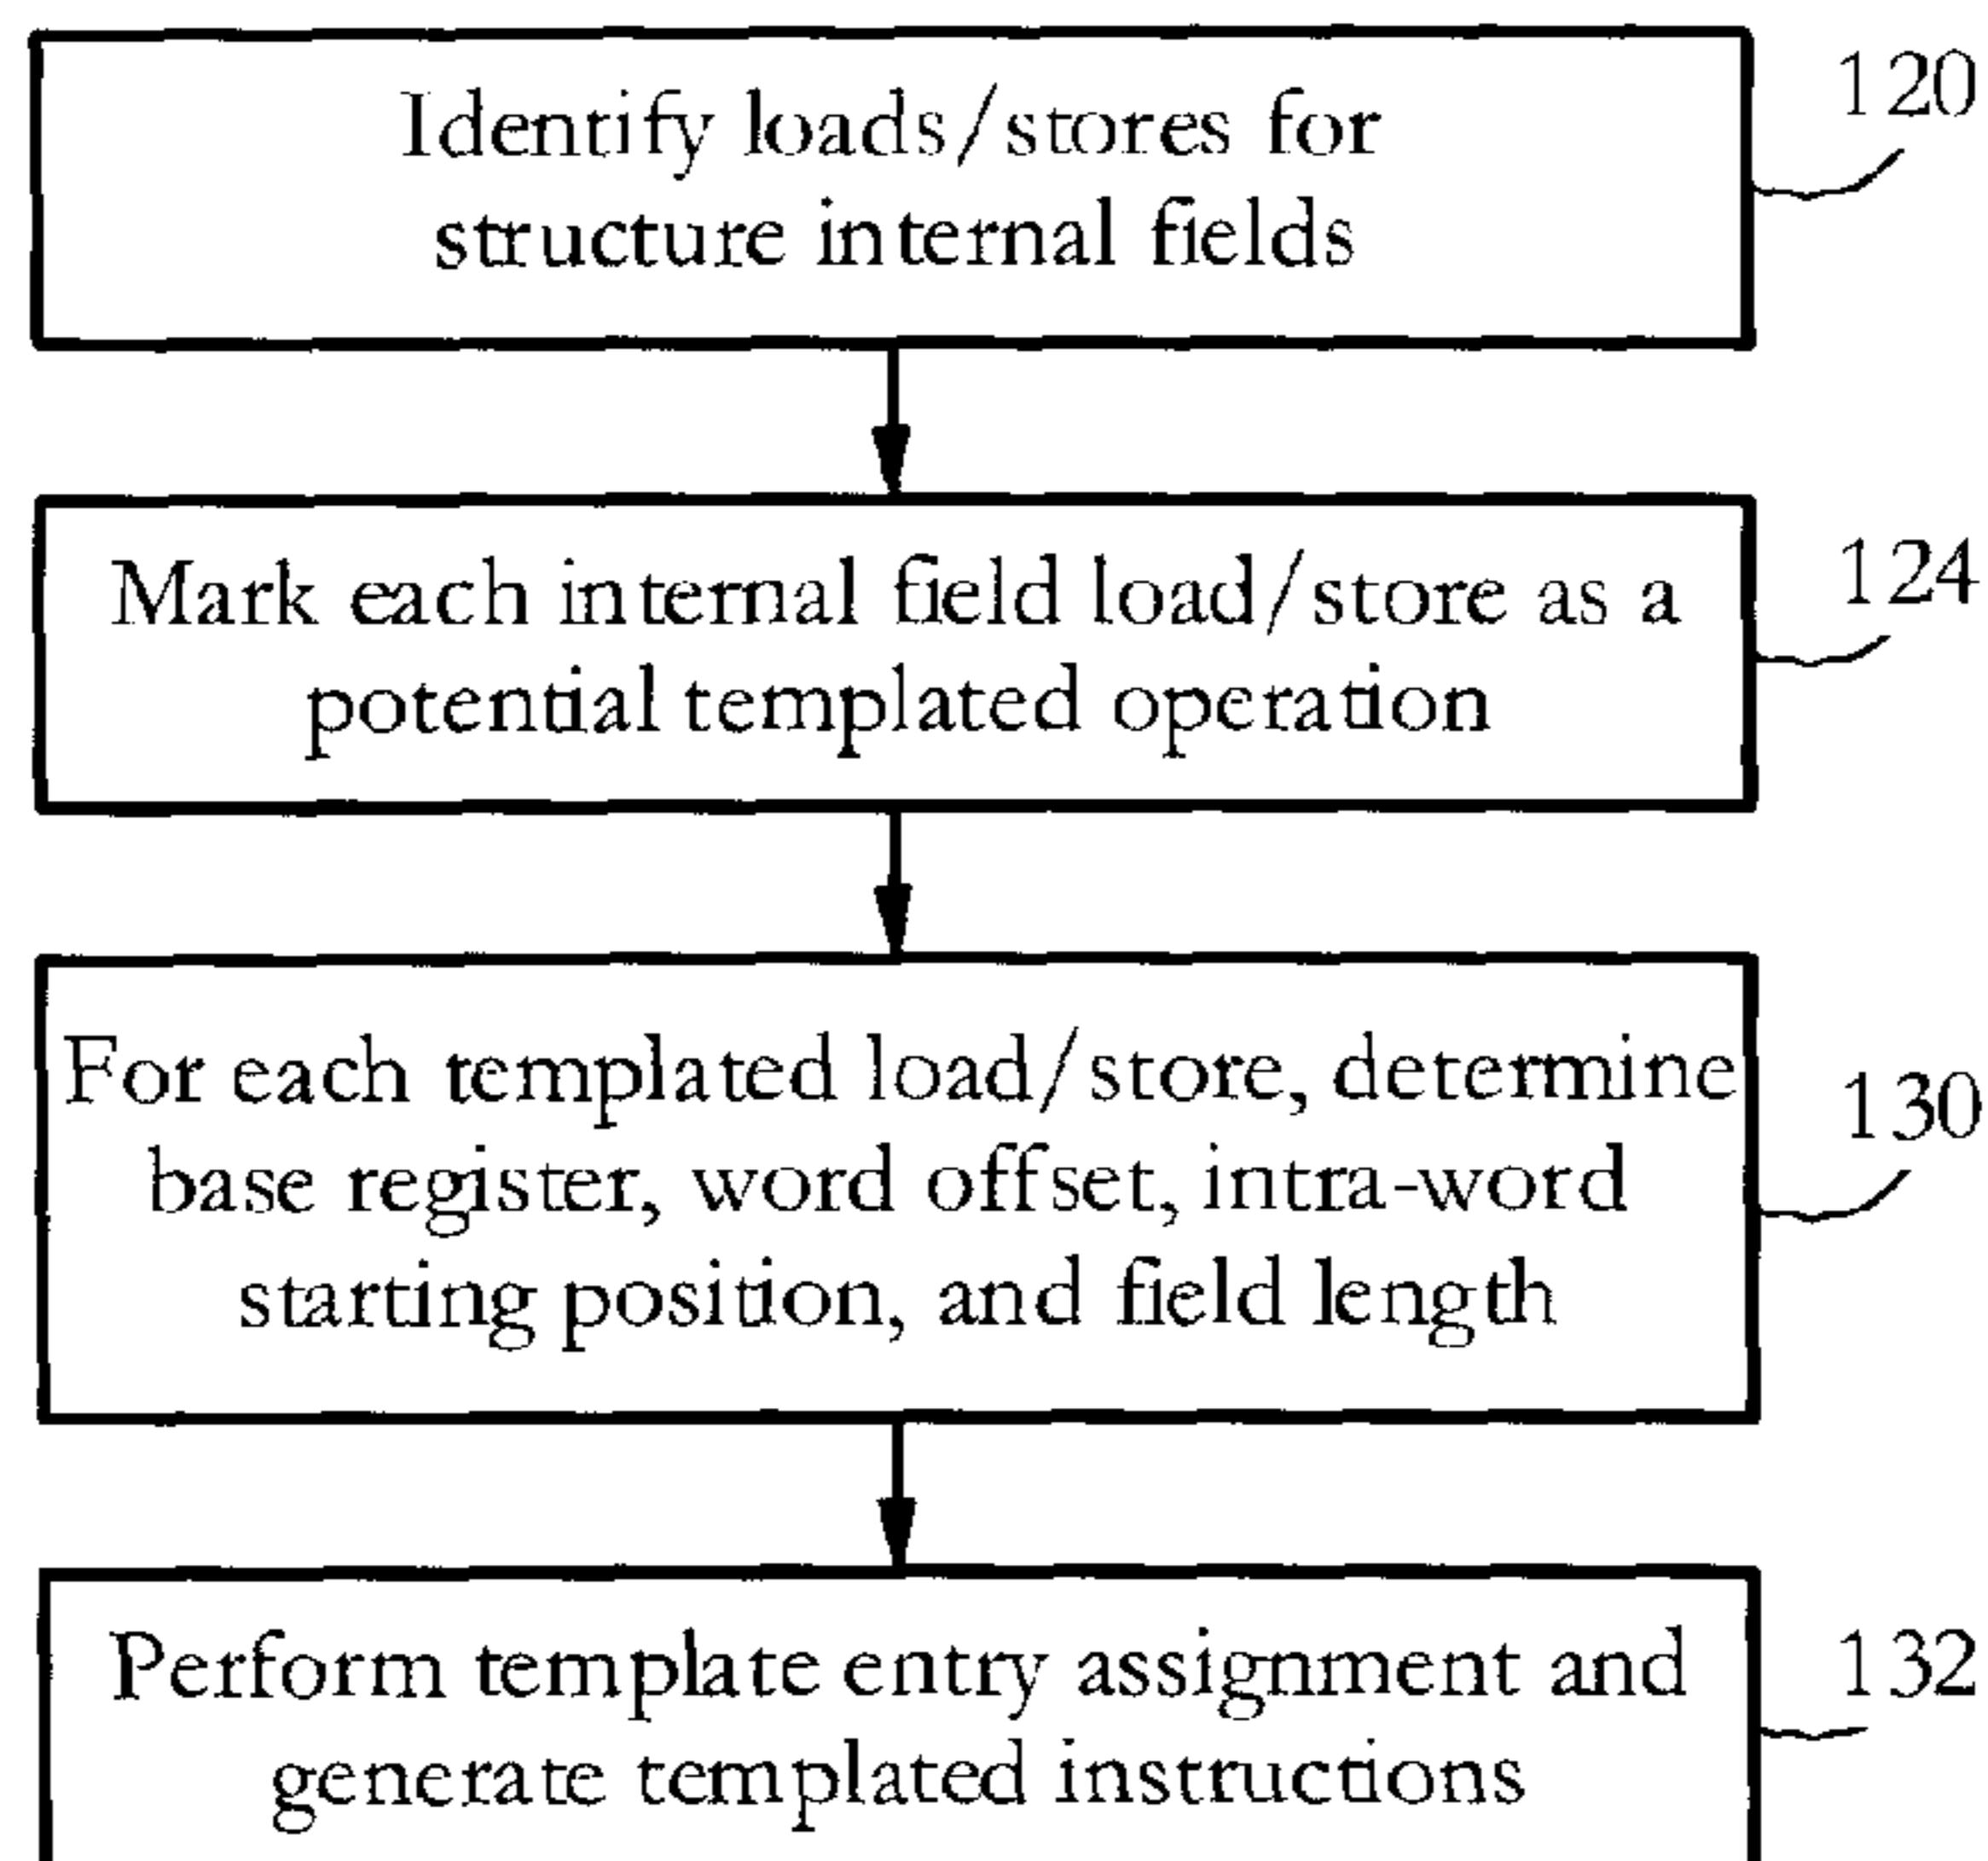 Identify loads/stores for
structure internal fields
120
Mark each internal field load/store as a
potential templated operation
124
For each templated load/store, determine
base register, word offset, intra-word
starting position, and field length
130
Perform template entry assignment and
generate templated instructions
132